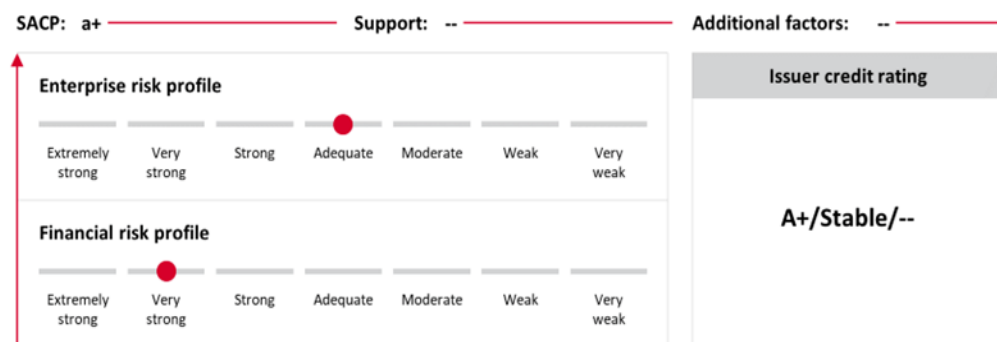 SACP: a+ Support: -- Additional factors: --
Enterprise risk profile
Extremely strong
Very strong
Strong
Adequate
Moderate
Weak
Very weak
Financial risk profile
Extremely strong
Very strong
Strong
Adequate
Moderate
Weak
Very weak
Issuer credit rating
A+/Stable/--